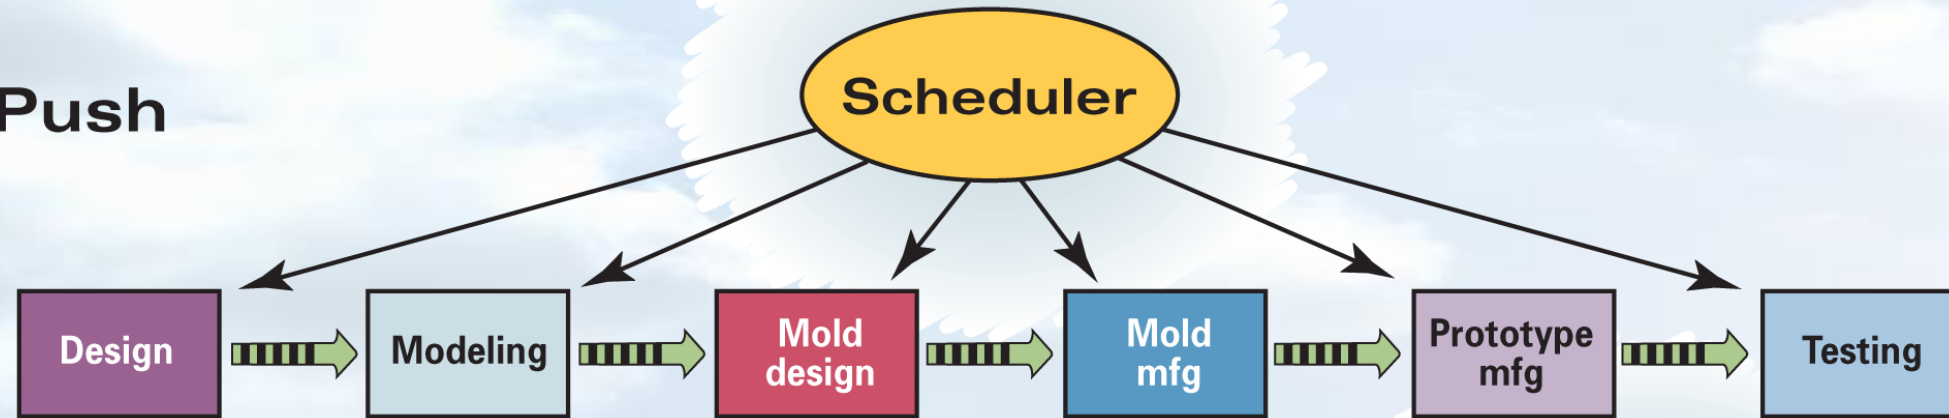 Scheduler
Push
Design
Modeling
Mold
design
Mold
mfg
Prototype
mfg
Testing